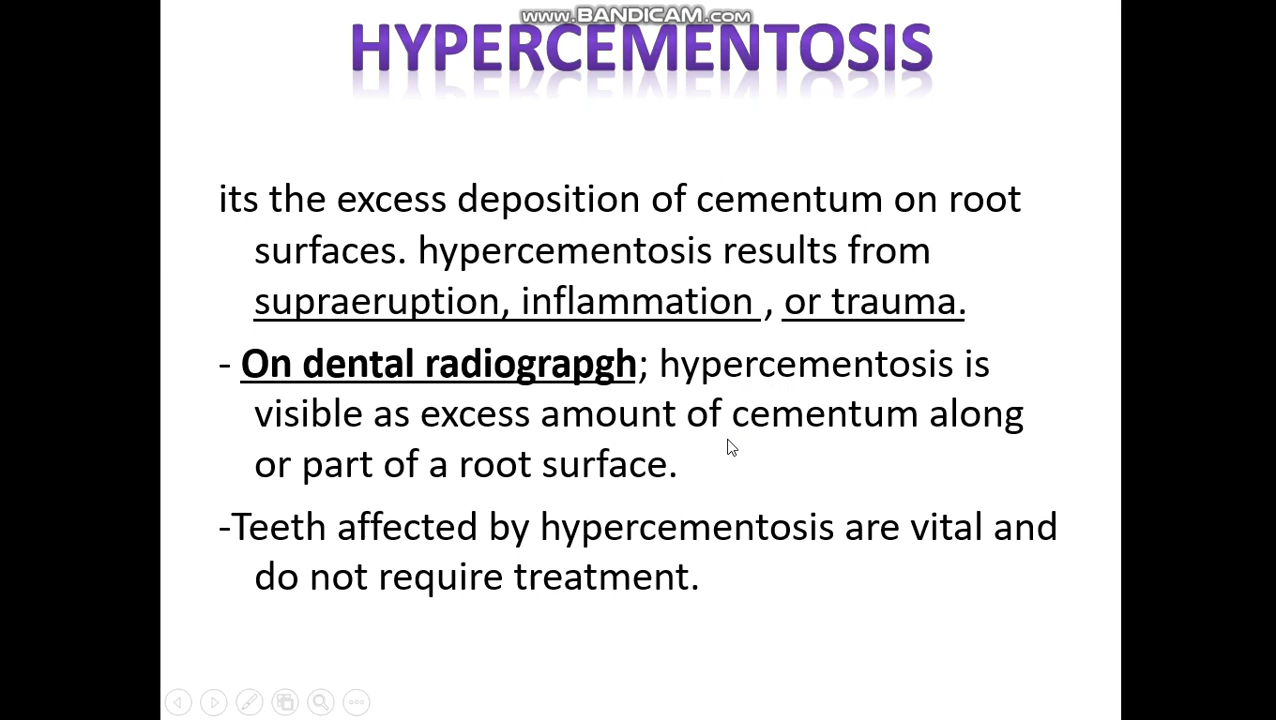 www.BANDICAM.com
HYPERCEMENTOSIS
its the excess deposition of cementum on root
surfaces. hypercementosis results from
supraeruption, inflammation , or trauma.
- On dental radiograpgh; hypercementosis is
visible as excess amount of cementum along
or part of a root surface.
-Teeth affected by hypercementosis are vital and
do not require treatment.